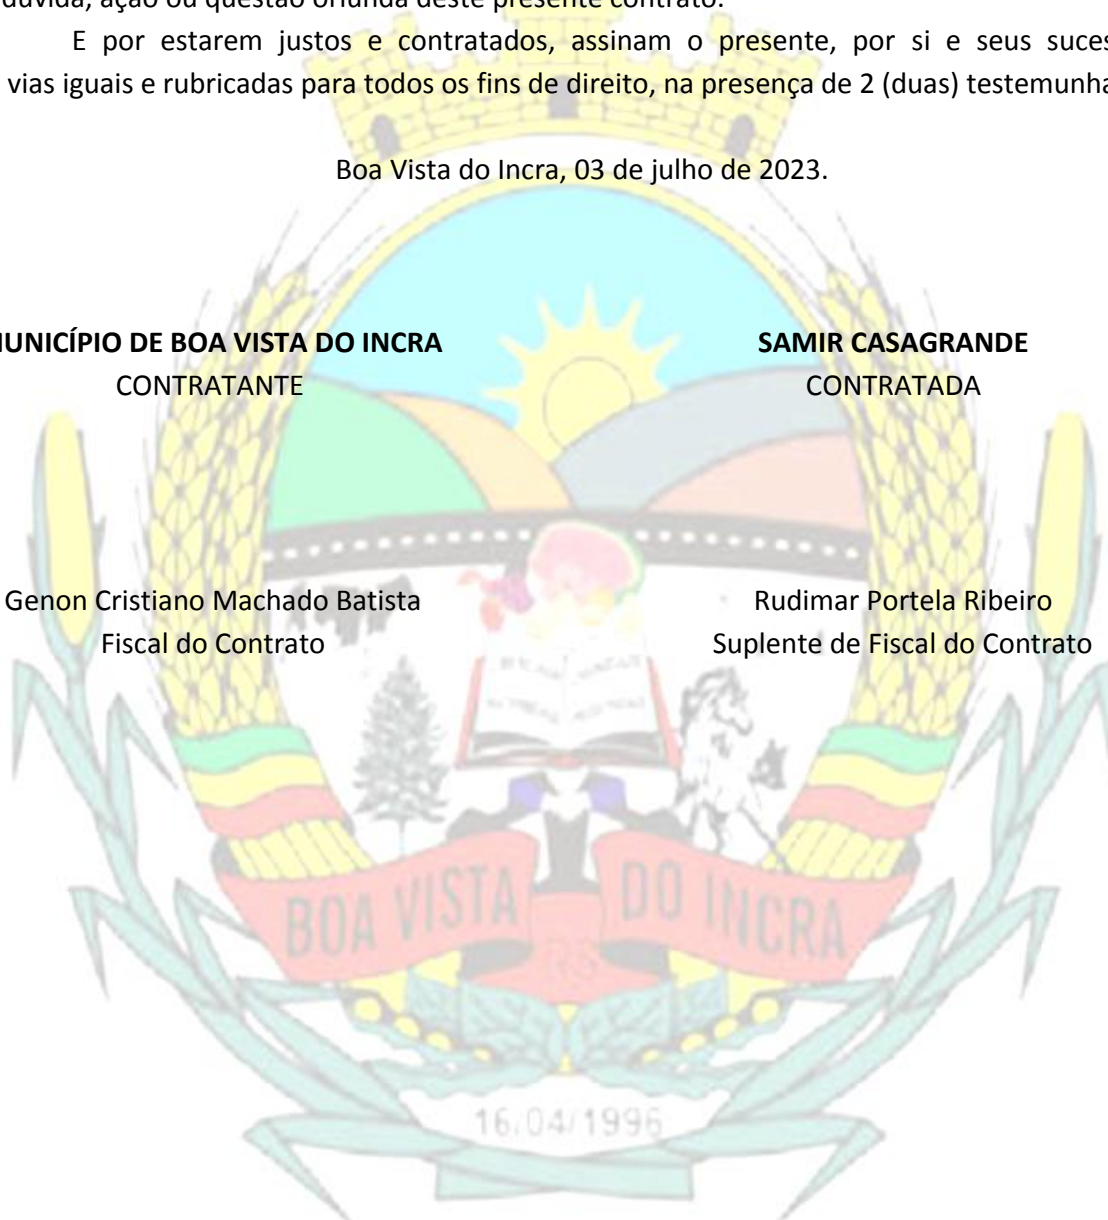 dúvida, ação ou questão oriunda deste presente contrato.
E por estarem justos e contratados, assinam o presente, por si e seus suces
vias iguais e rubricadas para todos os fins de direito, na presença de 2 (duas) testemunha
Boa Vista do Incra, 03 de julho de 2023.
MUNICÍPIO DE BOA VISTA DO INCRA
SAMIR CASAGRANDE
CONTRATANTE
CONTRATADA
Genon Cristiano Machado Batista
Rudimar Portela Ribeiro
Fiscal do Contrato
Suplente de Fiscal do Contrato
BOA VISTA DO INCRA
RS
16/04/1996